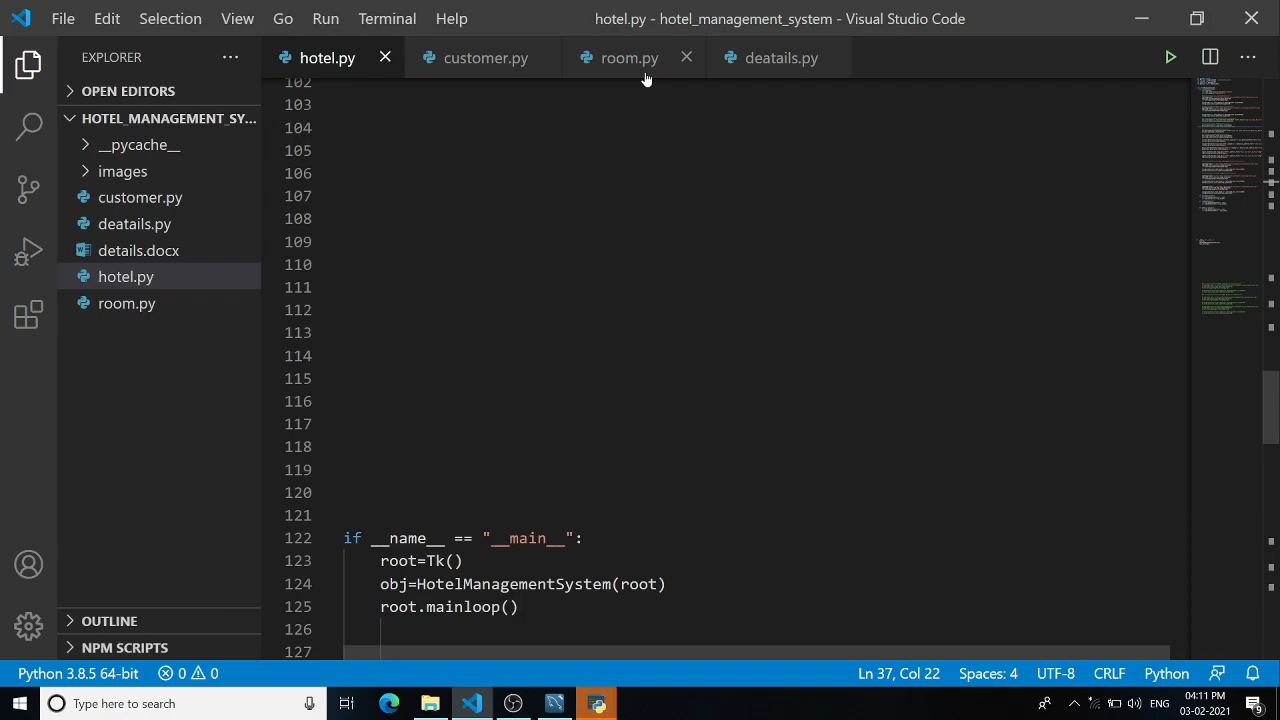 File Edit Selection View Go Run Terminal Help
hotel.py - hotel_management_system - Visual Studio Code
EXPLORER
hotel.py
customer.py
room.py
deatails.py
OPEN EDITORS
HOTEL_MANAGEMENT_SY...
__pycache__
images
customer.py
deatails.py
details.docx
hotel.py
room.py
OUTLINE
NPM SCRIPTS
102
103
104
105
106
107
108
109
110
111
112
113
114
115
116
117
118
119
120
121
122 if __name__ == "__main__":
123 root=Tk()
124 obj=HotelManagementSystem(root)
125 root.mainloop()
126
127
Python 3.8.5 64-bit 0 0 Ln 37, Col 22 Spaces: 4 UTF-8 CRLF Python
Type here to search
04:11 PM
03-02-2021
9